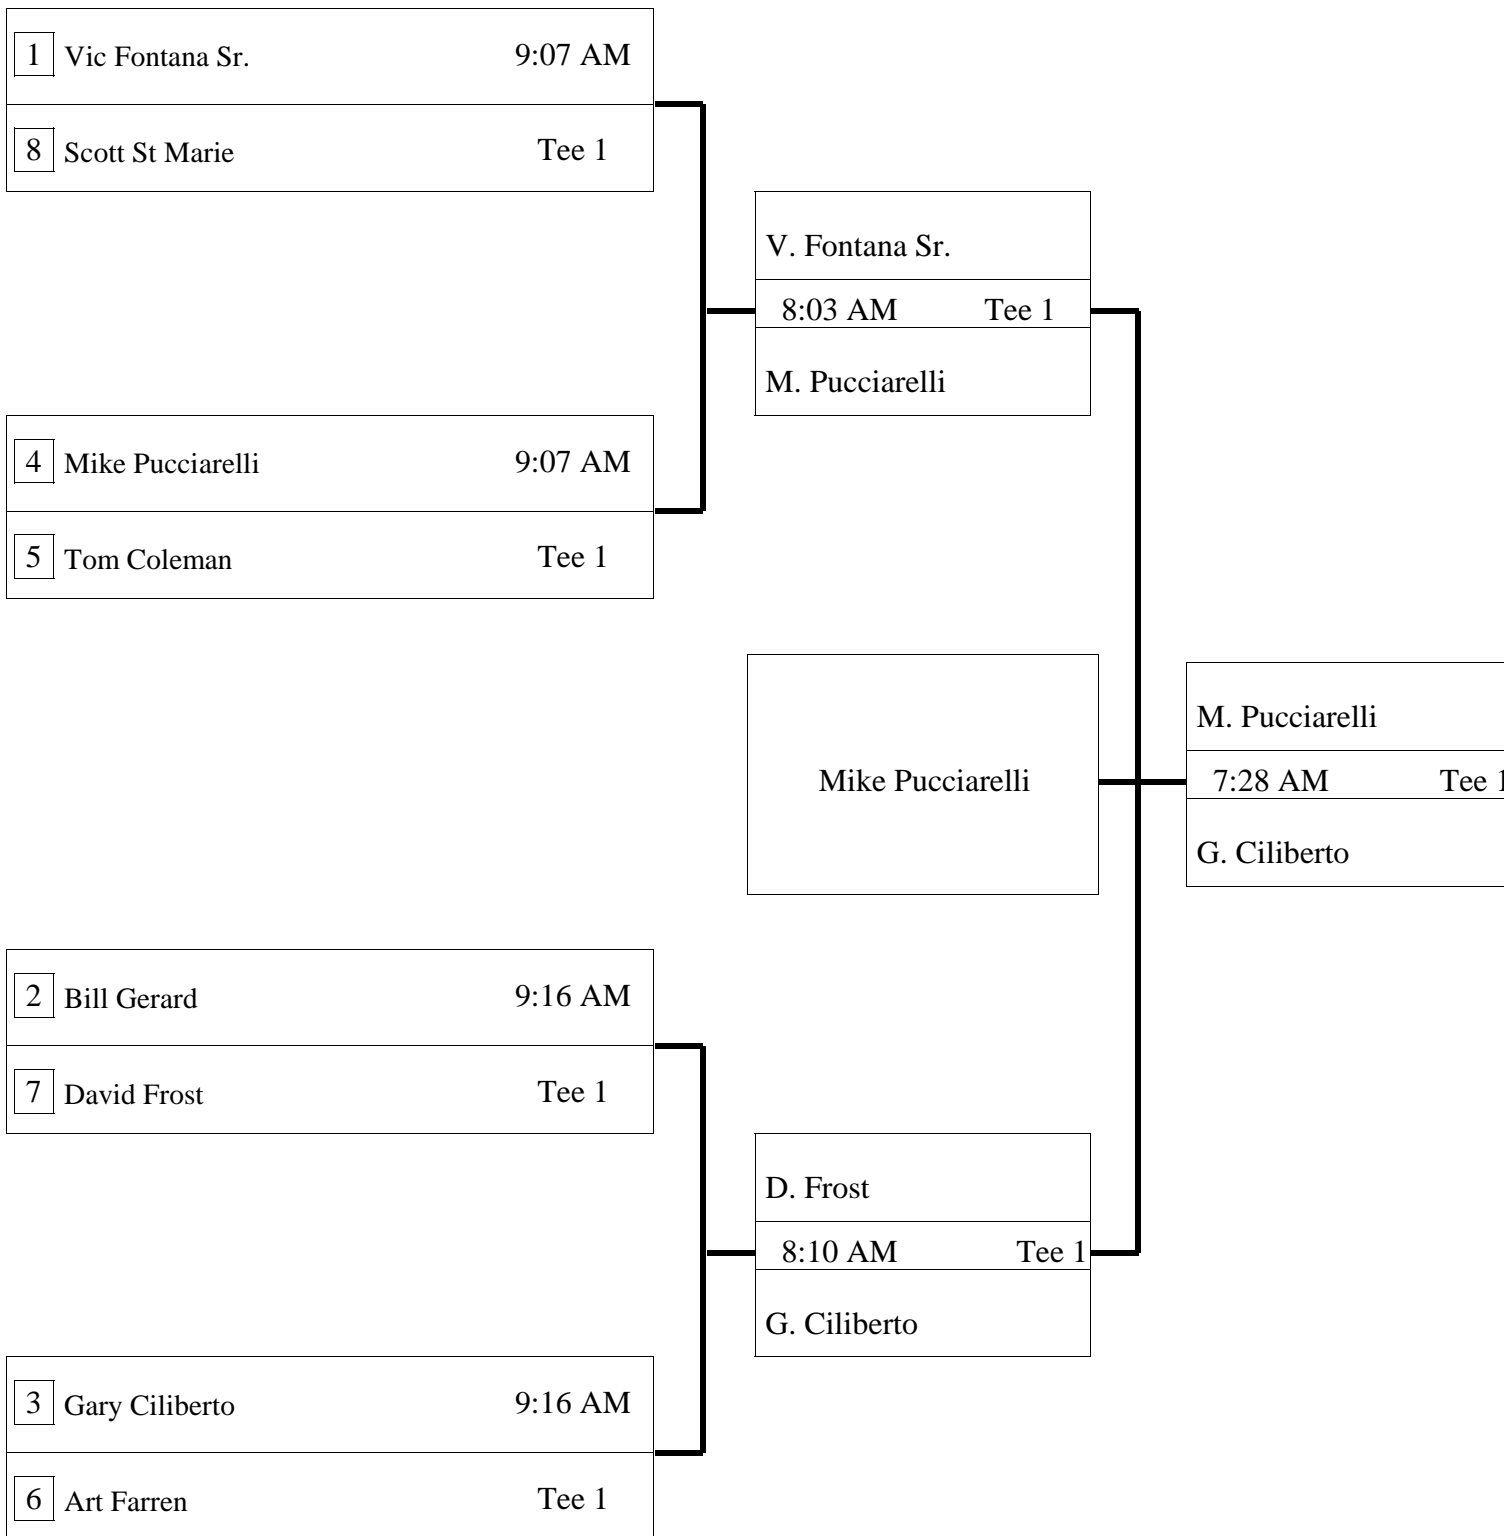 1 Vic Fontana Sr. 9:07 AM
8 Scott St Marie Tee 1
V. Fontana Sr.
8:03 AM Tee 1
M. Pucciarelli
4 Mike Pucciarelli 9:07 AM
5 Tom Coleman Tee 1
Mike Pucciarelli
M. Pucciarelli
7:28 AM Tee 1
G. Ciliberto
2 Bill Gerard 9:16 AM
7 David Frost Tee 1
D. Frost
8:10 AM Tee 1
G. Ciliberto
3 Gary Ciliberto 9:16 AM
6 Art Farren Tee 1